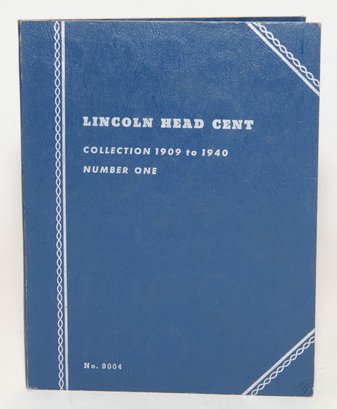 LINCOLN HEAD CENT
COLLECTION 1909 to 1940
NUMBER ONE
No. 9004